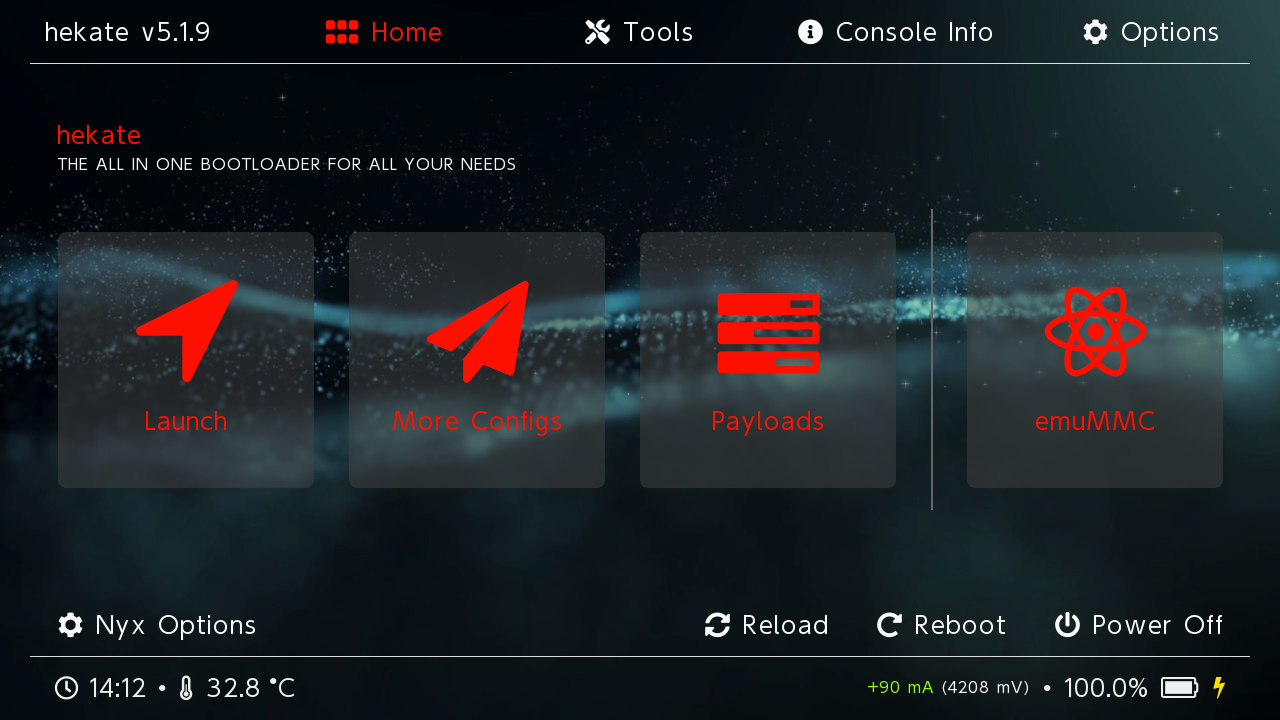 hekate v5.1.9 Home Tools Console Info Options
hekate
THE ALL IN ONE BOOTLOADER FOR ALL YOUR NEEDS
Launch More Configs Payloads emuMMC
Nyx Options Reload Reboot Power Off
14:12 • 32.8 °C +90 mA (4208 mV) • 100.0%